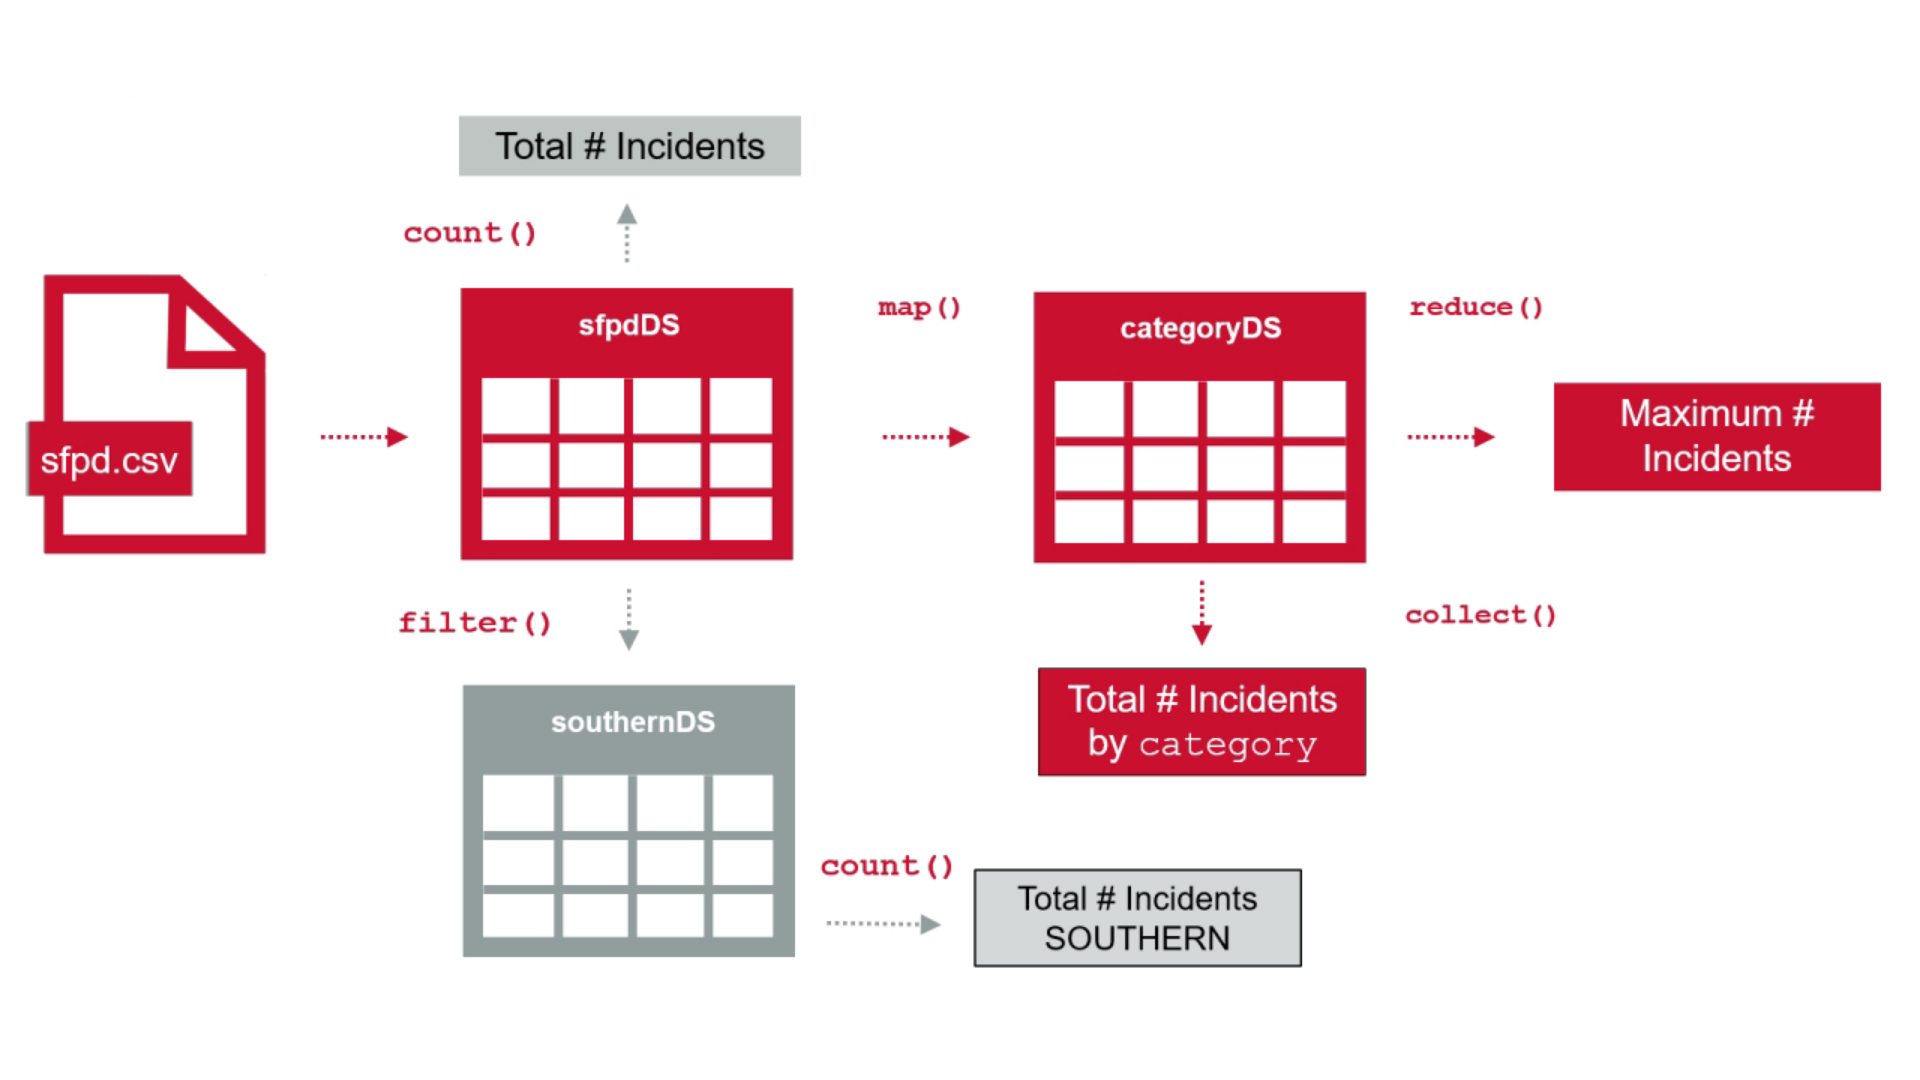 Total # Incidents
count()
sfpd.csv
sfpdDS
map()
categoryDS
reduce()
Maximum #
Incidents
filter()
collect()
Total # Incidents
by category
southernDS
count()
Total # Incidents
SOUTHERN